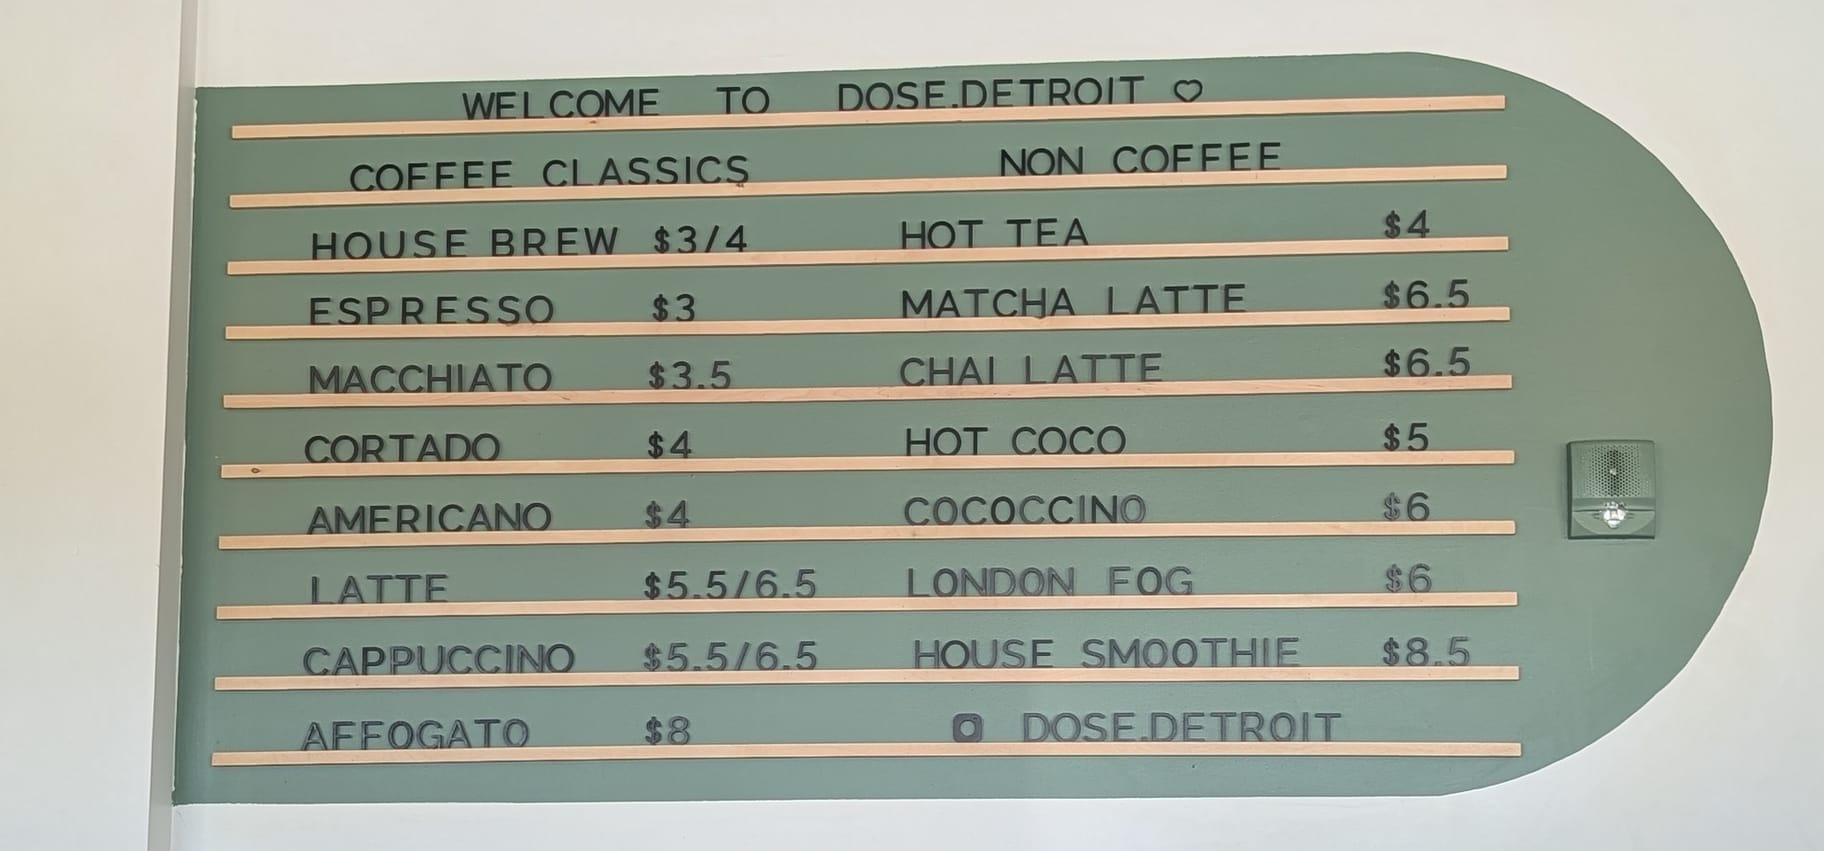 WELCOME TO DOSE.DETROIT ♡
COFFEE CLASSICS NON COFFEE
HOUSE BREW $3/4 HOT TEA $4
ESPRESSO $3 MATCHA LATTE $6.5
MACCHIATO $3.5 CHAI LATTE $6.5
CORTADO $4 HOT COCO $5
AMERICANO $4 COCOCCINO $6
LATTE $5.5/6.5 LONDON FOG $6
CAPPUCCINO $5.5/6.5 HOUSE SMOOTHIE $8.5
AFFOGATO $8 DOSE.DETROIT